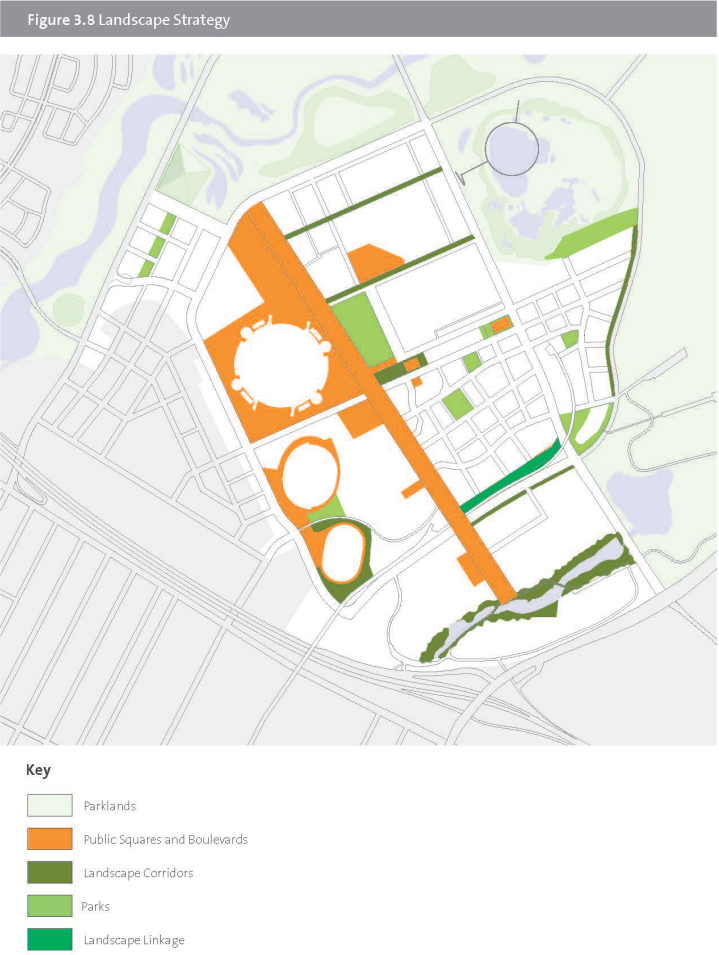 Figure 3.8 Landscape Strategy
Key
Parklands
Public Squares and Boulevards
Landscape Corridors
Parks
Landscape Linkage